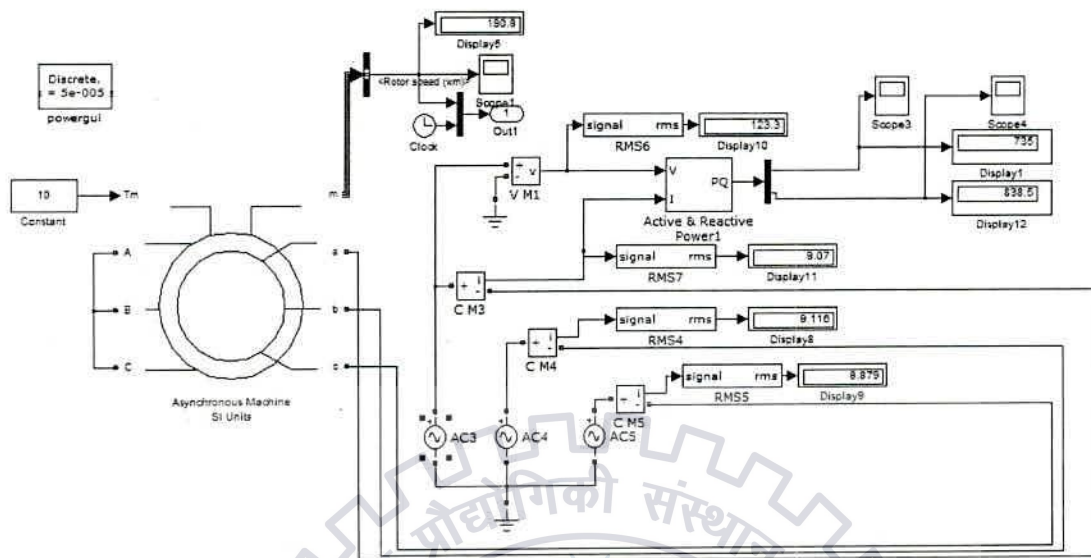 190.8
Display5
Discrete,
= 5e-005
powergui
<Rotor speed (wm)>
Scope1
Clock
1
Out1
signal rms
RMS6
123.3
Display10
Scope3
Scope4
735
Display1
838.5
Display12
10
Constant
Tm
m
+
-
v
V M1
V
I
PQ
Active & Reactive
Power1
signal rms
RMS7
9.07
Display11
A
B
C
a
b
c
+
i
-
C M3
signal rms
RMS4
9.116
Display8
+
i
-
C M4
signal rms
RMS5
8.879
Display9
+
i
-
C M5
Asynchronous Machine
SI Units
AC3
AC4
AC5
प्रौद्योगिकी संस्थान